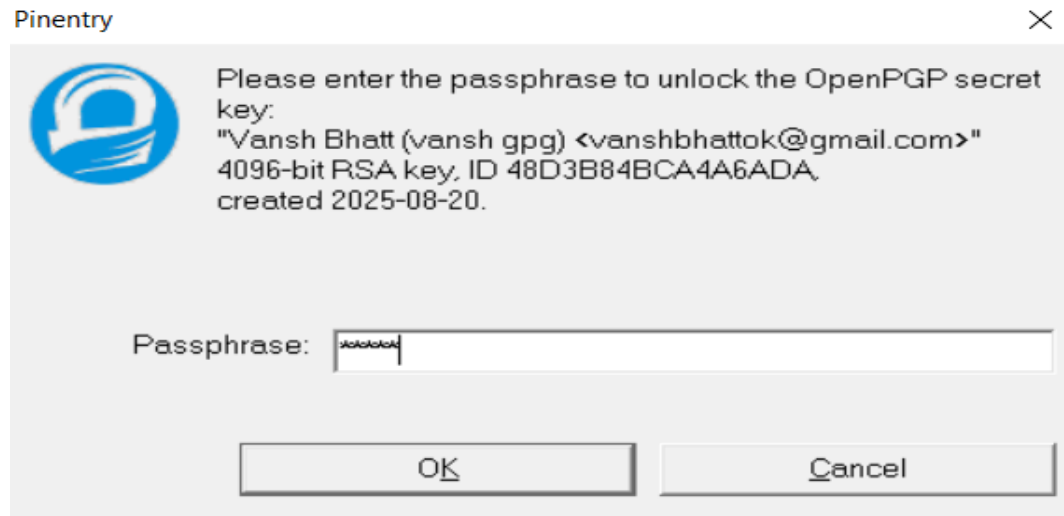 Pinentry
Please enter the passphrase to unlock the OpenPGP secret
key:
"Vansh Bhatt (vansh gpg) <vanshbhattok@gmail.com>"
4096-bit RSA key, ID 48D3B84BCA4A6ADA,
created 2025-08-20.
Passphrase: ******
OK Cancel